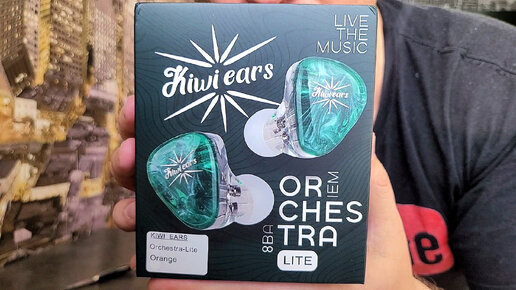 LIVE
THE
MUSIC
Kiwi ears
Kiwi ears
Kiwi ears
OR
IEM
CHES
8BA
TRA
LITE
KIWI EARS
Orchestra-Lite
Orange